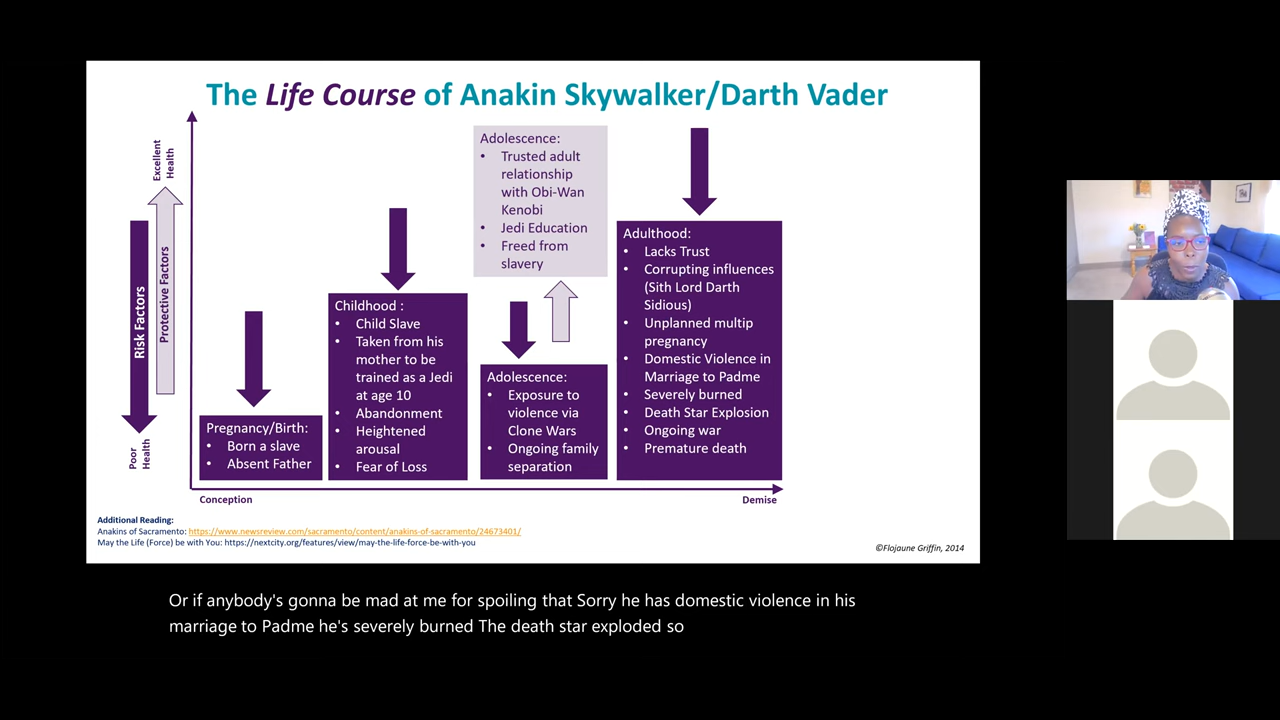 The Life Course of Anakin Skywalker/Darth Vader
Excellent
Health
Risk Factors
Protective Factors
Poor
Health
Pregnancy/Birth:
• Born a slave
• Absent Father
Childhood :
• Child Slave
• Taken from his
mother to be
trained as a Jedi
at age 10
• Abandonment
• Heightened
arousal
• Fear of Loss
Adolescence:
• Trusted adult
relationship
with Obi-Wan
Kenobi
• Jedi Education
• Freed from
slavery
Adolescence:
• Exposure to
violence via
Clone Wars
• Ongoing family
separation
Adulthood:
• Lacks Trust
• Corrupting influences
(Sith Lord Darth
Sidious)
• Unplanned multip
pregnancy
• Domestic Violence in
Marriage to Padme
• Severely burned
• Death Star Explosion
• Ongoing war
• Premature death
Conception
Demise
Additional Reading:
Anakins of Sacramento: https://www.newsreview.com/sacramento/content/anakins-of-sacramento/24673401/
May the Life (Force) be with You: https://nextcity.org/features/view/may-the-life-force-be-with-you
©Flojaune Griffin, 2014
Or if anybody's gonna be mad at me for spoiling that Sorry he has domestic violence in his
marriage to Padme he's severely burned The death star exploded so